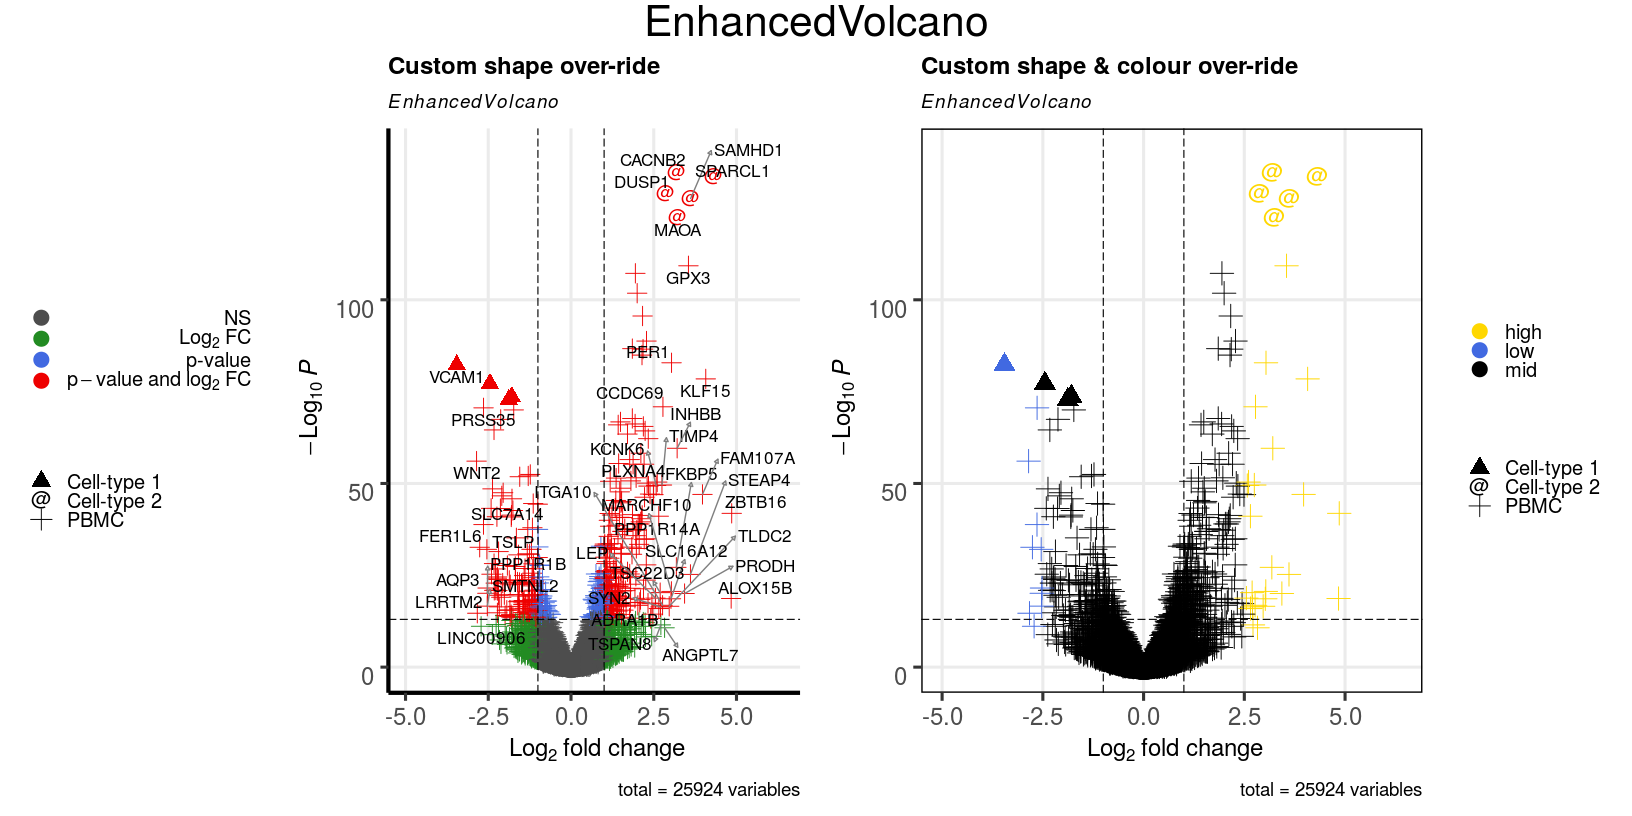 EnhancedVolcano
Custom shape over-ride
EnhancedVolcano
NS
Log2 FC
p-value
p − value and log2 FC
Cell-type 1
@ Cell-type 2
PBMC
−Log10 P
100
50
0
CACNB2
SAMHD1
DUSP1
SPARCL1
MAOA
GPX3
PER1
VCAM1
CCDC69
KLF15
PRSS35
INHBB
TIMP4
KCNK6
WNT2
PLXNA4
FKBP5
FAM107A
STEAP4
ITGA10
MARCHF10
ZBTB16
SLC7A14
PPP1R14A
FER1L6
TSLP
LEP
SLC16A12
TLDC2
PPP1R1B
TSC22D3
PRODH
AQP3
SMTNL2
ALOX15B
LRRTM2
SYN2
ADRA1B
LINC00906
TSPAN8
ANGPTL7
-5.0 -2.5 0.0 2.5 5.0
Log2 fold change
total = 25924 variables
Custom shape & colour over-ride
EnhancedVolcano
−Log10 P
100
50
0
-5.0 -2.5 0.0 2.5 5.0
Log2 fold change
total = 25924 variables
high
low
mid
Cell-type 1
@ Cell-type 2
PBMC